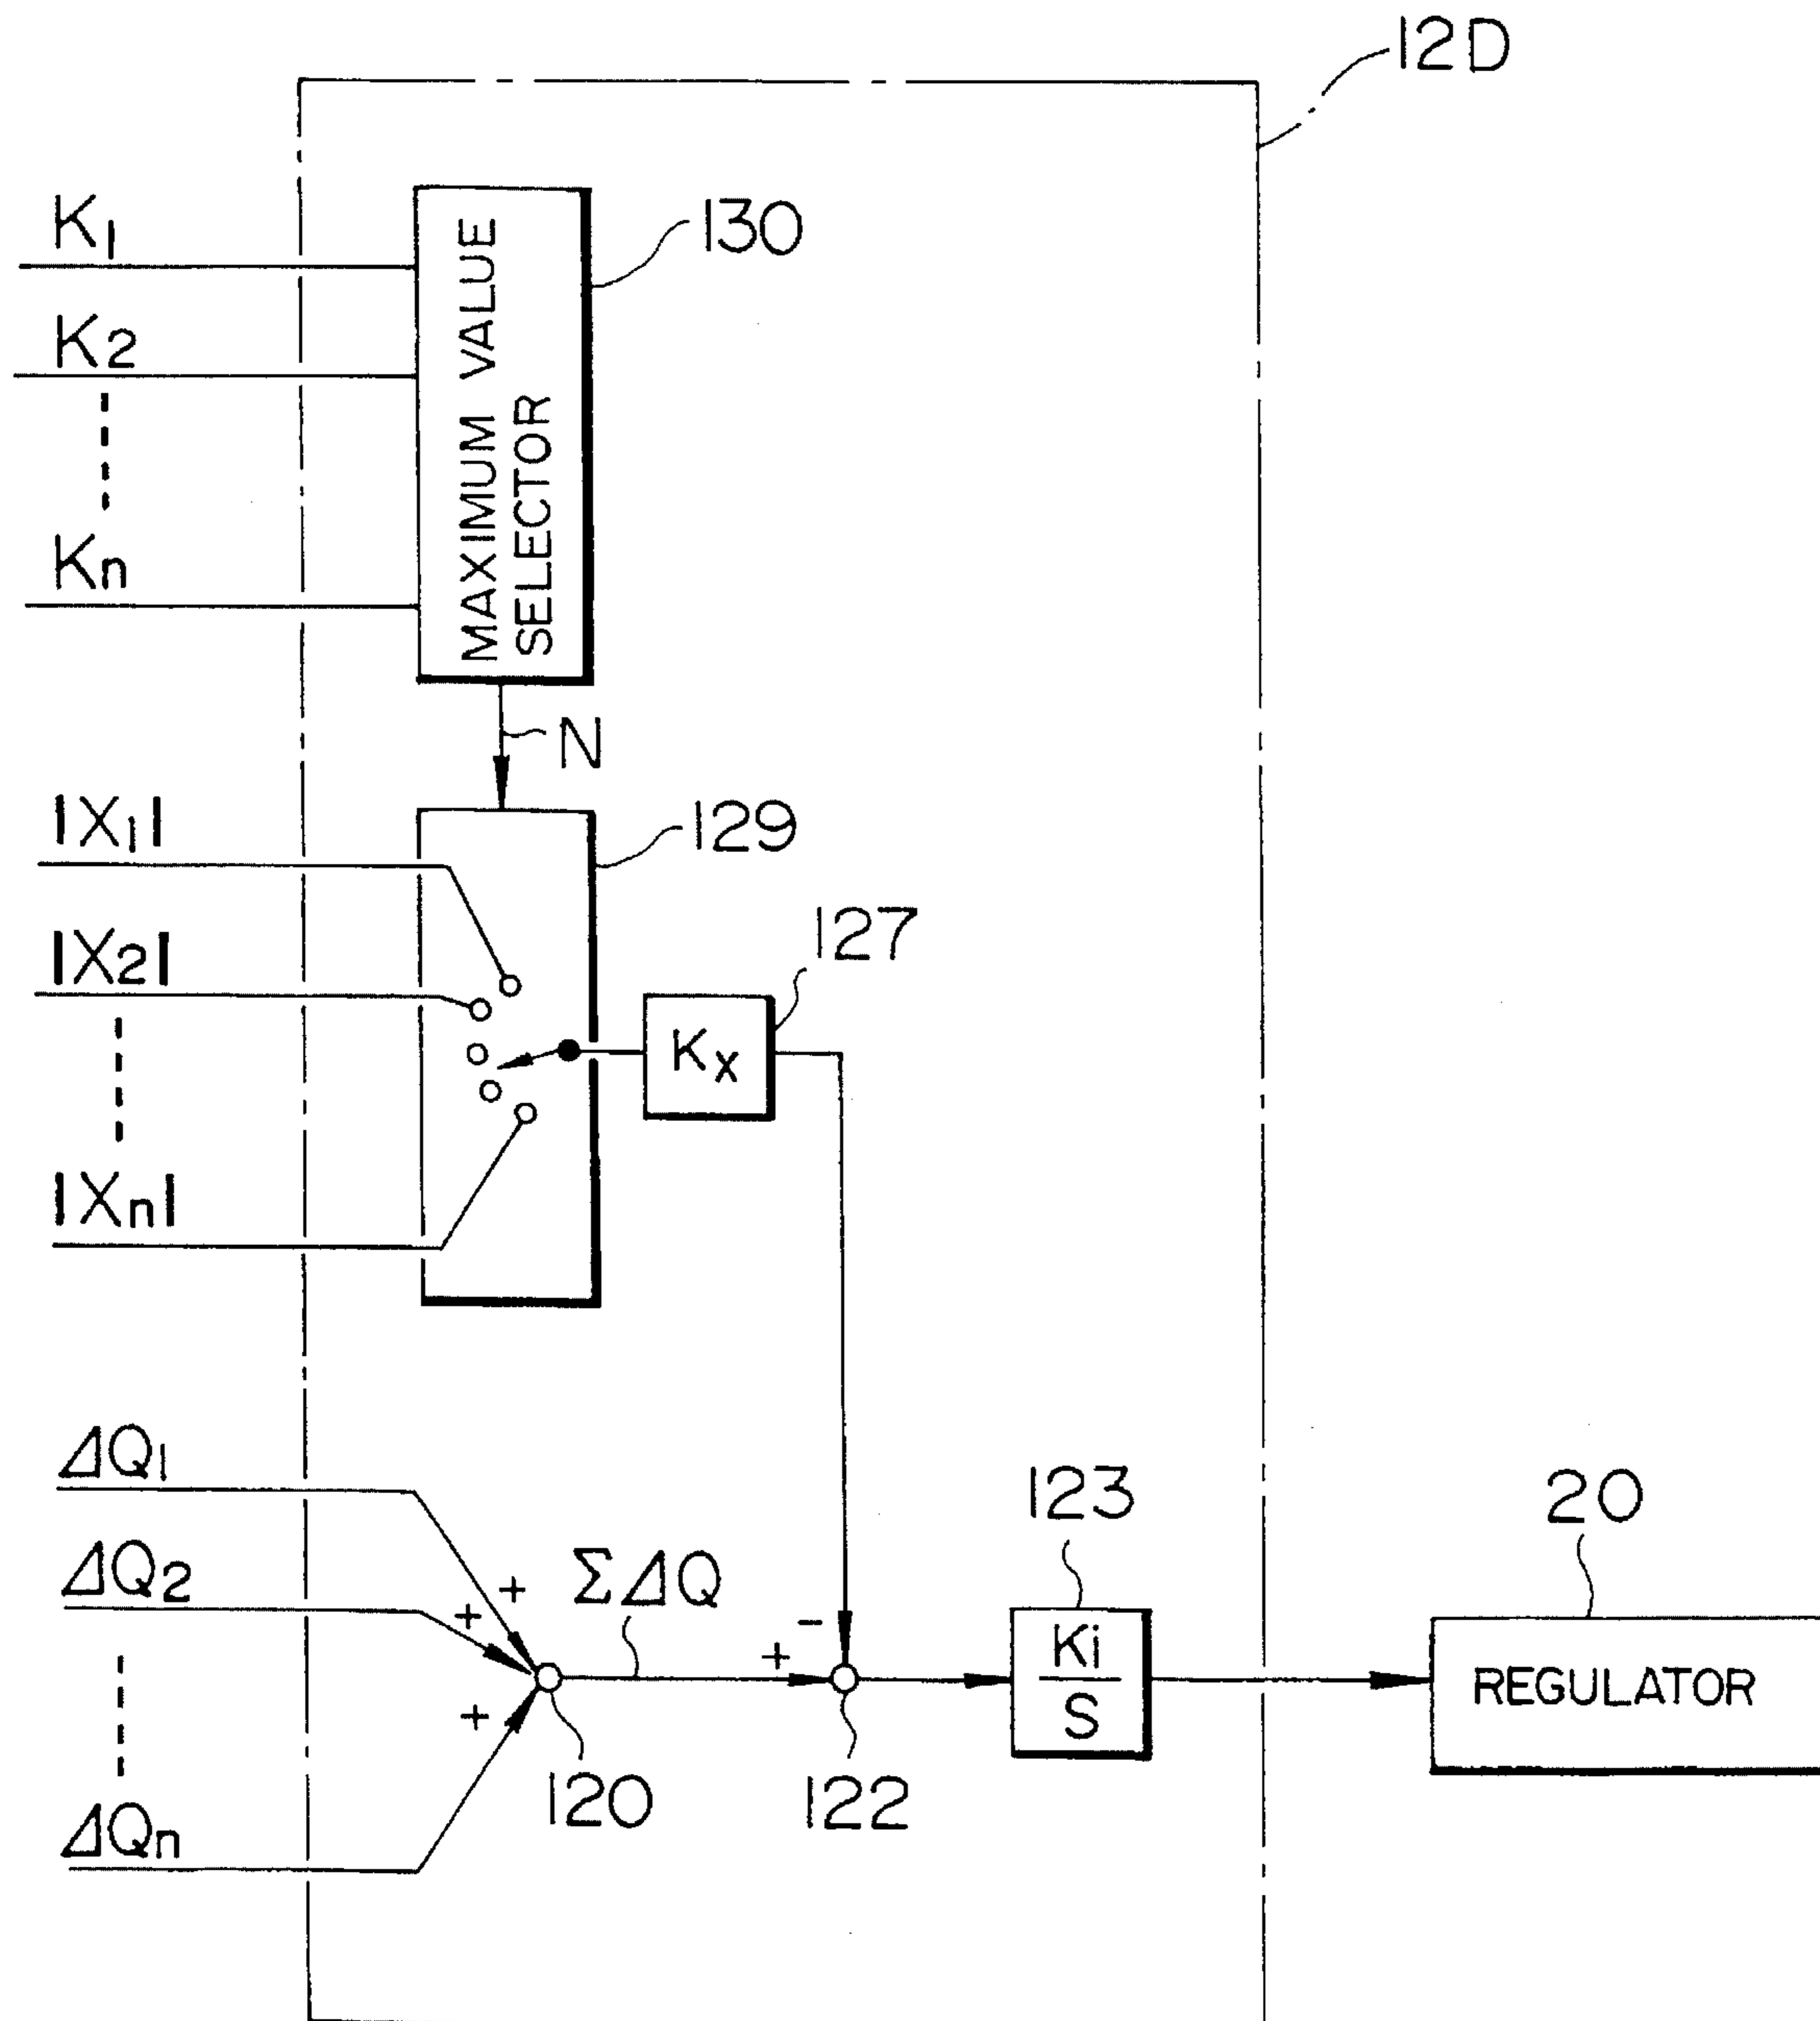 12D
K1
130
K2
Kn
MAXIMUM VALUE
SELECTOR
N
|X1|
129
|X2|
127
Kx
|Xn|
ΔQ1
123
20
ΔQ2
ΣΔQ
+
+
+
-
+
Ki
S
REGULATOR
120
122
ΔQn